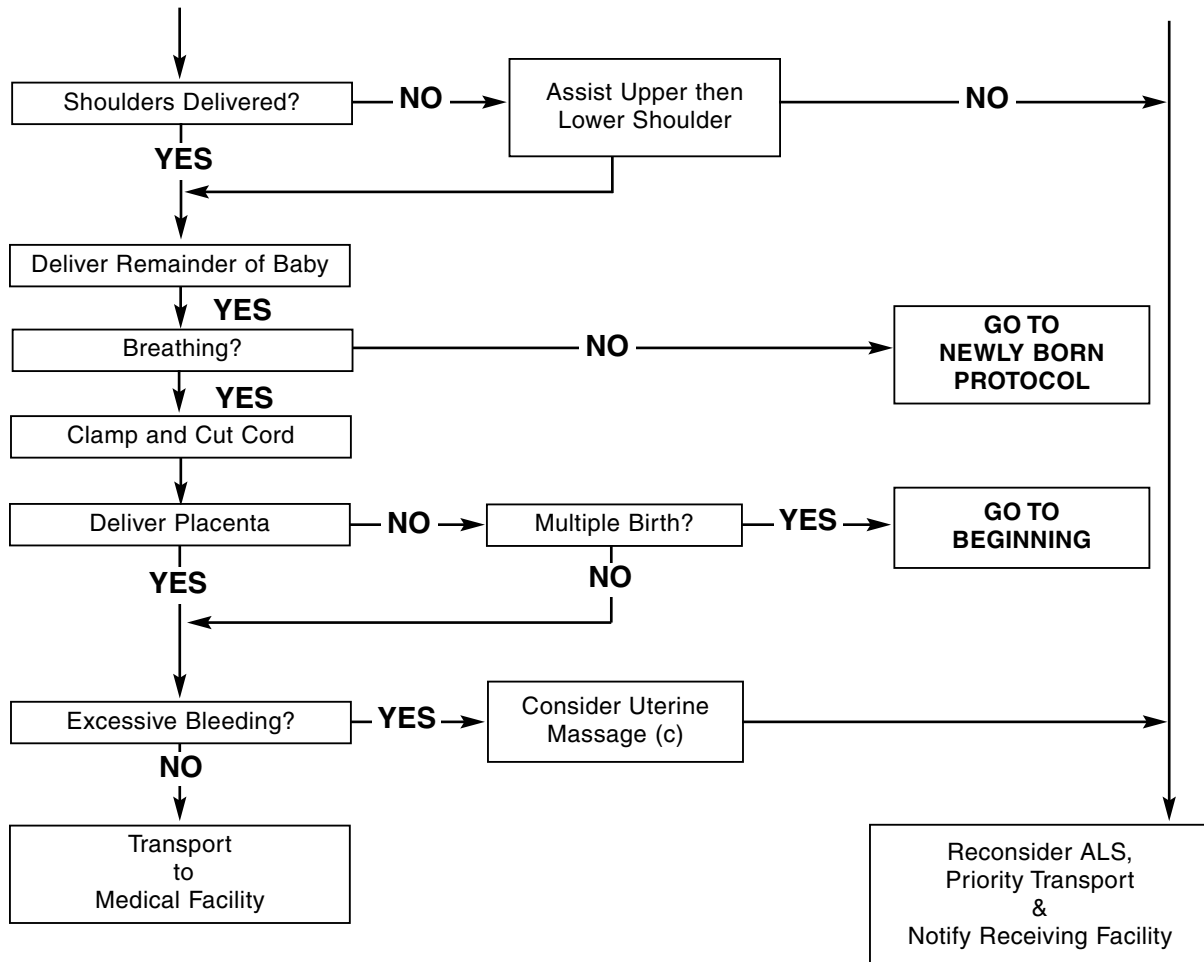 Shoulders Delivered?
NO
Assist Upper then
Lower Shoulder
NO
YES
Deliver Remainder of Baby
YES
Breathing?
NO
GO TO
NEWLY BORN
PROTOCOL
YES
Clamp and Cut Cord
Deliver Placenta
NO
Multiple Birth?
YES
GO TO
BEGINNING
YES
NO
Excessive Bleeding?
YES
Consider Uterine
Massage (c)
NO
Transport
to
Medical Facility
Reconsider ALS,
Priority Transport
&
Notify Receiving Facility